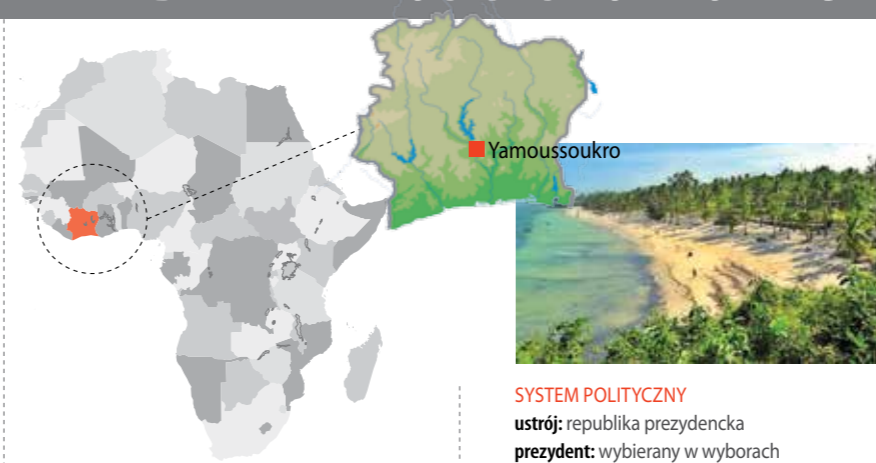 Yamoussoukro
SYSTEM POLITYCZNY
ustrój: republika prezydencka
prezydent: wybierany w wyborach